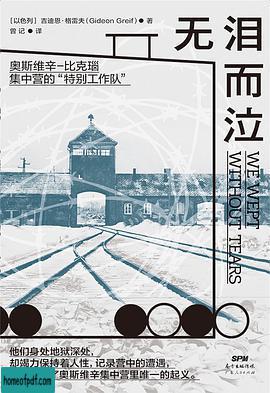 [以色列] 吉迪恩·格雷夫(Gideon Greif)著
曾记 译
无泪而泣
奥斯维辛-比克瑙
集中营的“特别工作队”
WE WEPT
WITHOUT TEARS
他们身处地狱深处，
却竭力保持着人性，记录营中的遭遇，
了奥斯维辛集中营里唯一的起义。
SPM
homeofpdf.com